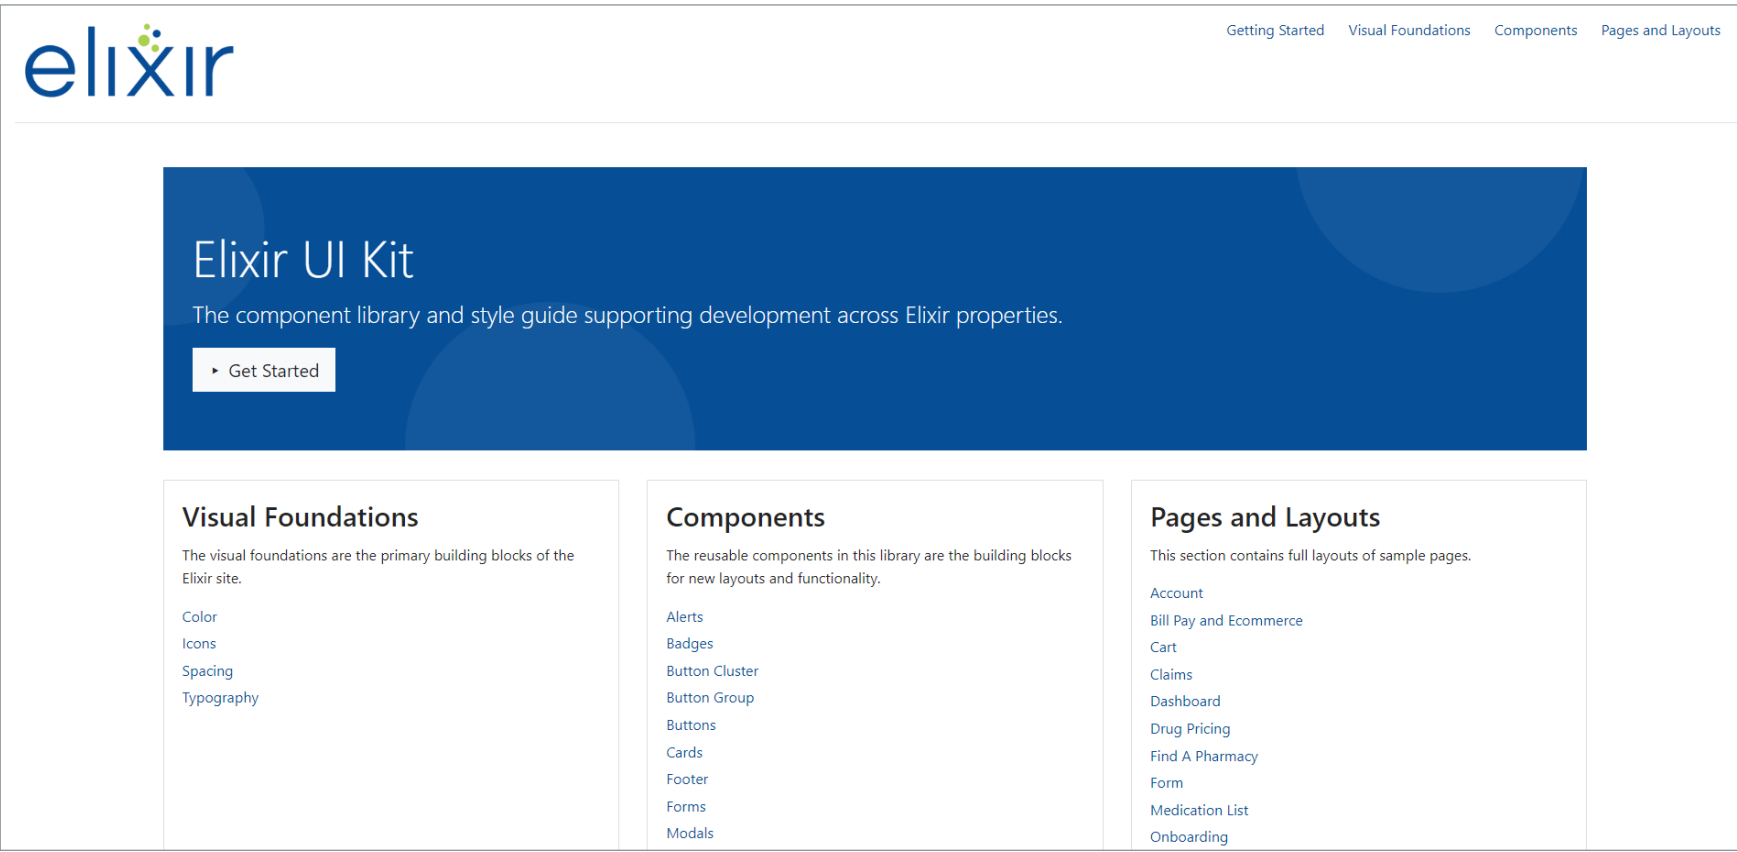 elixir
Getting Started Visual Foundations Components Pages and Layouts
Elixir UI Kit
The component library and style guide supporting development across Elixir properties.
Get Started
Visual Foundations
The visual foundations are the primary building blocks of the
Elixir site.
Color
Icons
Spacing
Typography
Components
The reusable components in this library are the building blocks
for new layouts and functionality.
Alerts
Badges
Button Cluster
Button Group
Buttons
Cards
Footer
Forms
Modals
Pages and Layouts
This section contains full layouts of sample pages.
Account
Bill Pay and Ecommerce
Cart
Claims
Dashboard
Drug Pricing
Find A Pharmacy
Form
Medication List
Onboarding